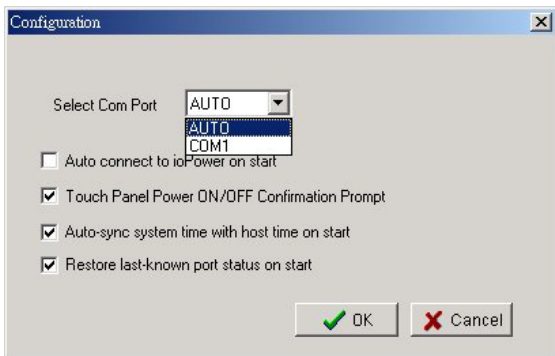 Configuration
Select Com Port AUTO
AUTO
COM1
Auto connect to ioPower on start
Touch Panel Power ON/OFF Confirmation Prompt
Auto-sync system time with host time on start
Restore last-known port status on start
OK Cancel